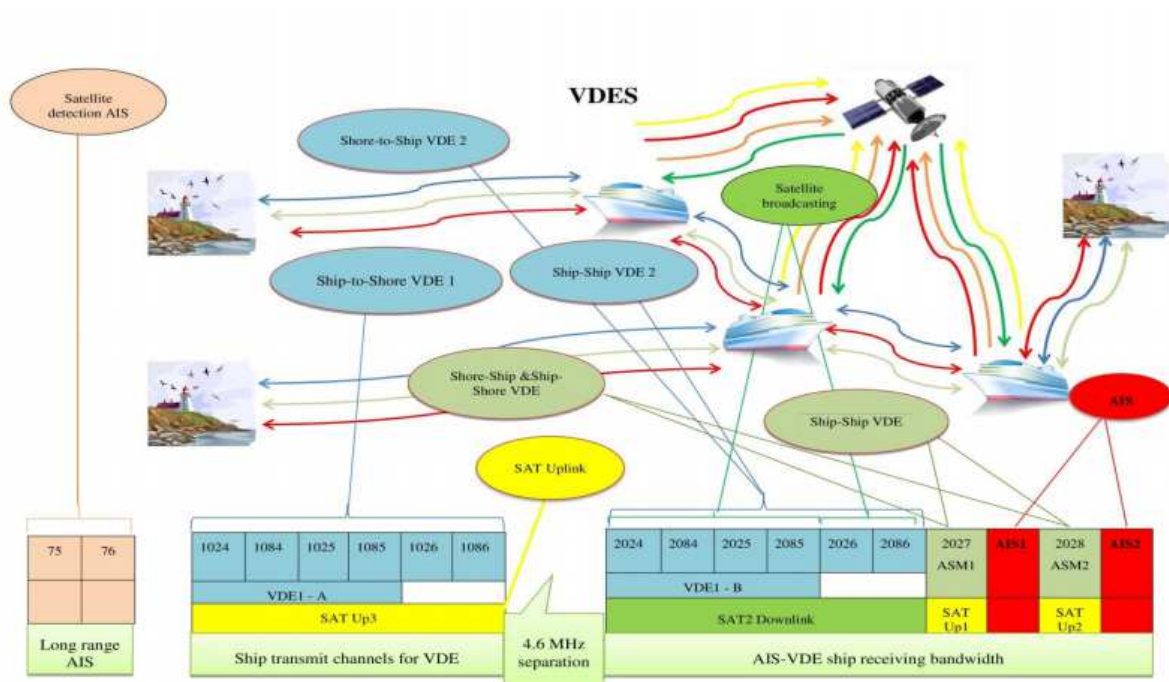 VDES
Satellite
detection AIS
Shore-to-Ship VDE 2
Satellite
broadcasting
Ship-to-Shore VDE 1
Ship-Ship VDE 2
Shore-Ship &Ship-
Shore VDE
Ship-Ship VDE
AIS
SAT Uplink
75
76
Long range
AIS
1024
1084
1025
1085
1026
1086
VDE1 - A
SAT Up3
Ship transmit channels for VDE
4.6 MHz
separation
2024
2084
2025
2085
2026
2086
2027
ASM1
AIS1
2028
ASM2
AIS2
VDE1 - B
SAT2 Downlink
SAT
Up1
SAT
Up2
AIS-VDE ship receiving bandwidth